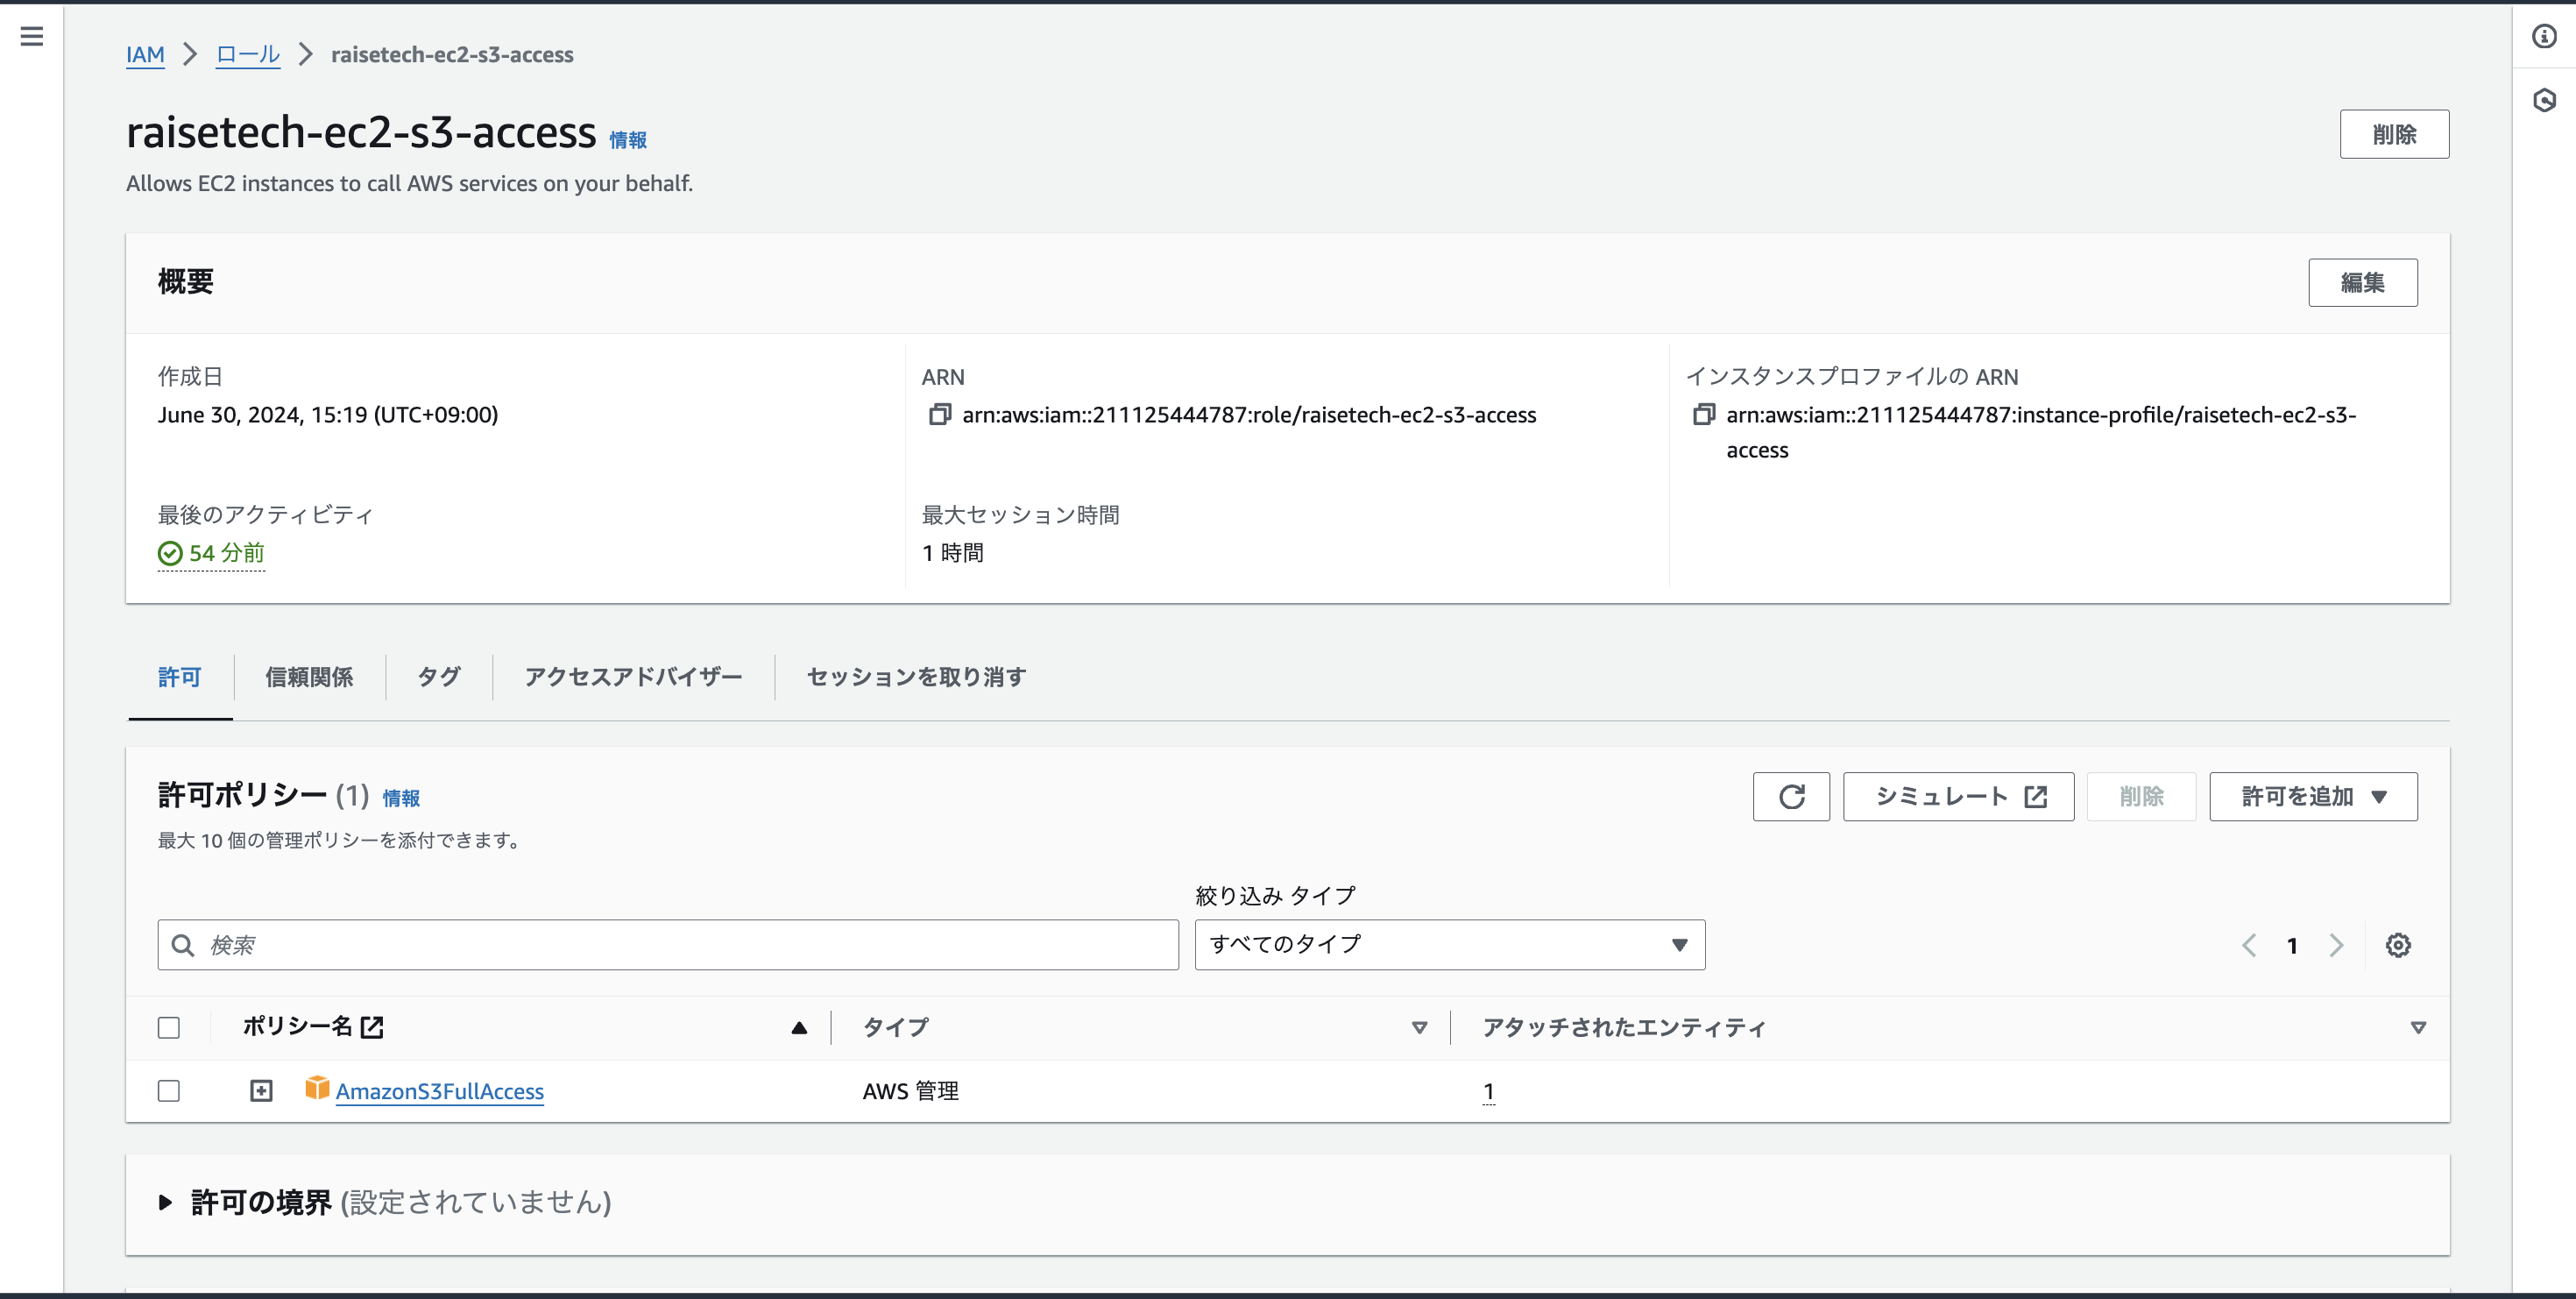 IAM > ロール > raisetech-ec2-s3-access
raisetech-ec2-s3-access 情報
削除
Allows EC2 instances to call AWS services on your behalf.
概要
編集
作成日
June 30, 2024, 15:19 (UTC+09:00)
ARN
arn:aws:iam::211125444787:role/raisetech-ec2-s3-access
インスタンスプロファイルの ARN
arn:aws:iam::211125444787:instance-profile/raisetech-ec2-s3-
access
最後のアクティビティ
54 分前
最大セッション時間
1 時間
許可 信頼関係 タグ アクセスアドバイザー セッションを取り消す
許可ポリシー (1) 情報
シミュレート 削除 許可を追加
最大 10 個の管理ポリシーを添付できます。
絞り込み タイプ
検索 すべてのタイプ 1
ポリシー名 タイプ アタッチされたエンティティ
AmazonS3FullAccess AWS 管理 1
許可の境界 (設定されていません)